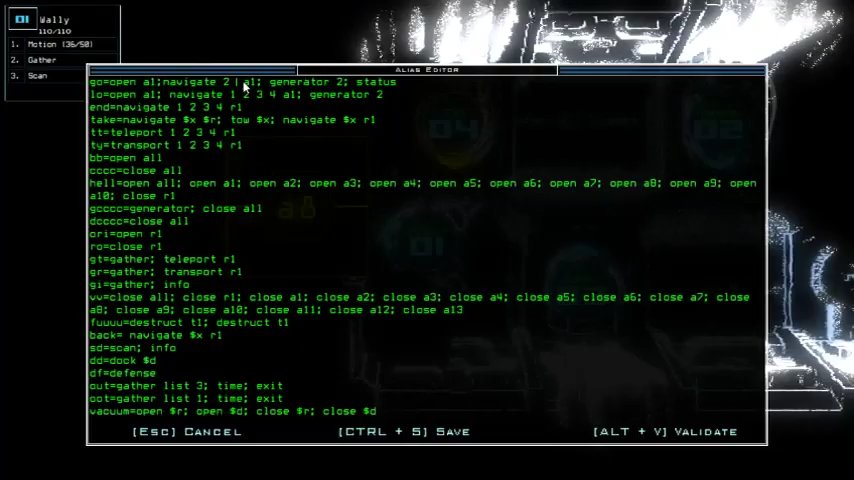 01 Wally
110/110
1. Motion (36/50)
2. Gather
3. Scan
Alias Editor
go=open a1;navigate 2 | a1; generator 2; status
lo=open a1; navigate 1 2 3 4 a1; generator 2
end=navigate 1 2 3 4 r1
take=navigate $x $r; tow $x; navigate $x r1
tt=teleport 1 2 3 4 r1
ty=transport 1 2 3 4 r1
bb=open all
cccc=close all
hell=open all; open a1; open a2; open a3; open a4; open a5; open a6; open a7; open a8; open a9; open
a10; close r1
gcccc=generator; close all
dcccc=close all
ori=open r1
ro=close r1
gt=gather; teleport r1
gr=gather; transport r1
gi=gather; info
vv=close all; close r1; close a1; close a2; close a3; close a4; close a5; close a6; close a7; close
a8; close a9; close a10; close a11; close a12; close a13
fuuuu=destruct t1; destruct t1
back= navigate $x r1
sd=scan; info
dd=dock $d
df=defense
out=gather list 3; time; exit
oot=gather list 1; time; exit
vacuum=open $r; open $d; close $r; close $d
[Esc] Cancel
[CTRL + S] Save
[ALT + V] Validate
04
02
a8
01